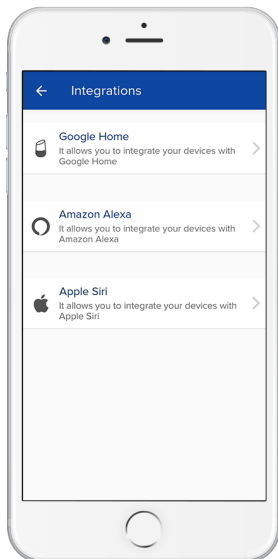 Integrations
Google Home
It allows you to integrate your devices with
Google Home
Amazon Alexa
It allows you to integrate your devices with
Amazon Alexa
Apple Siri
It allows you to integrate your devices with
Apple Siri